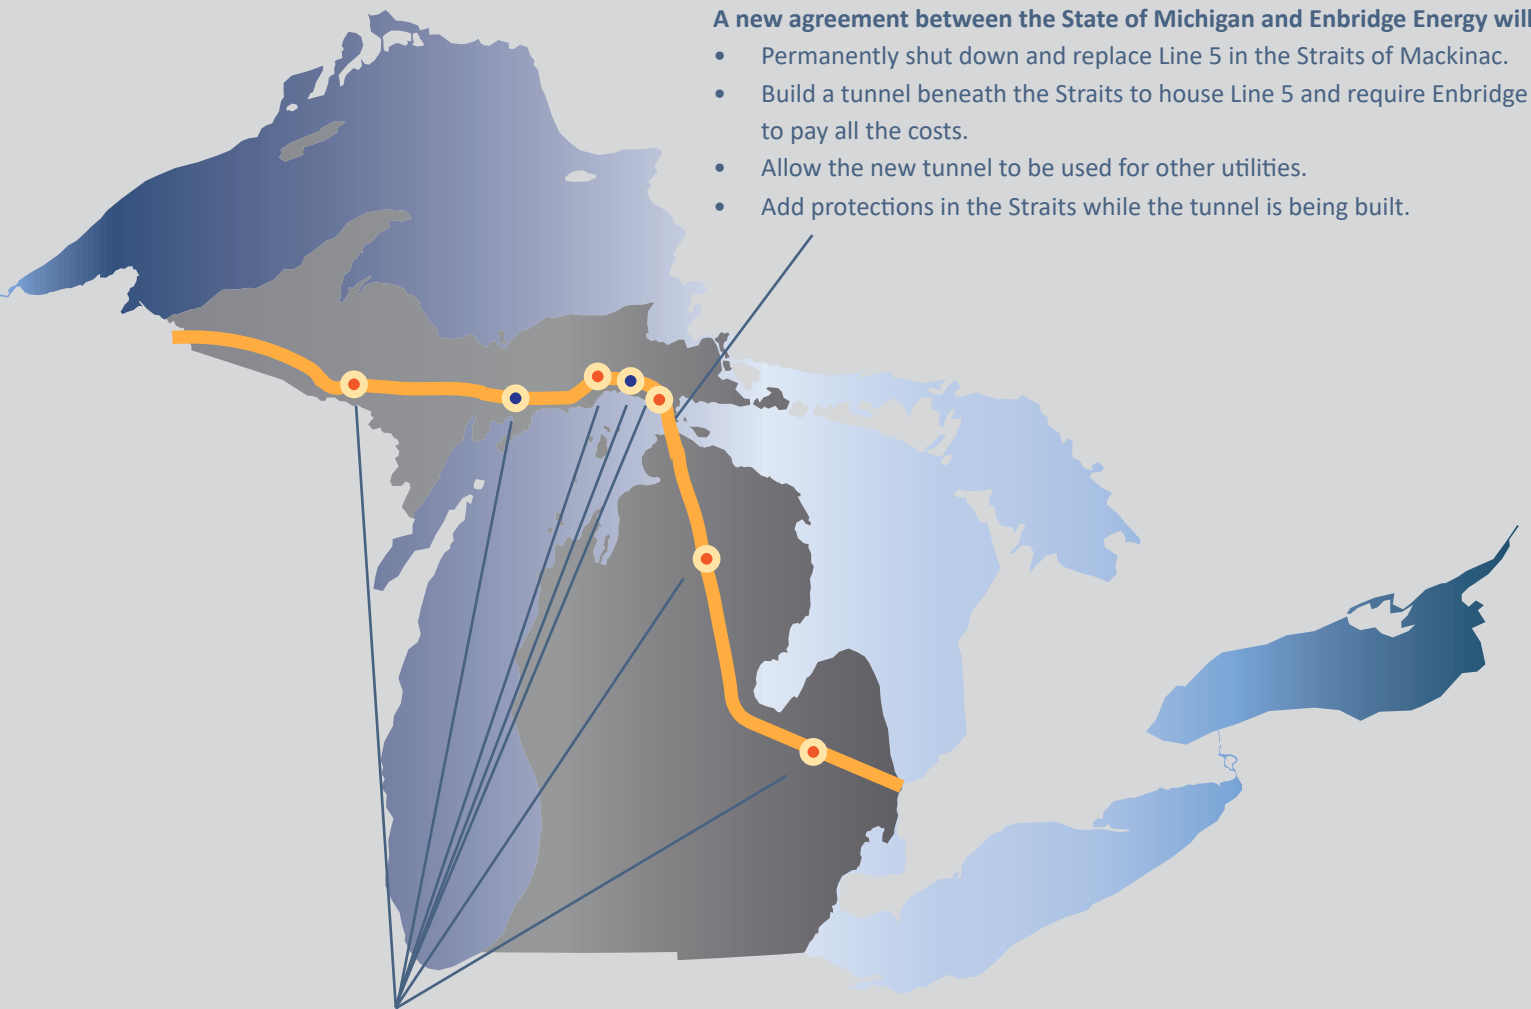 A new agreement between the State of Michigan and Enbridge Energy will
• Permanently shut down and replace Line 5 in the Straits of Mackinac.
• Build a tunnel beneath the Straits to house Line 5 and require Enbridge
to pay all the costs.
• Allow the new tunnel to be used for other utilities.
• Add protections in the Straits while the tunnel is being built.